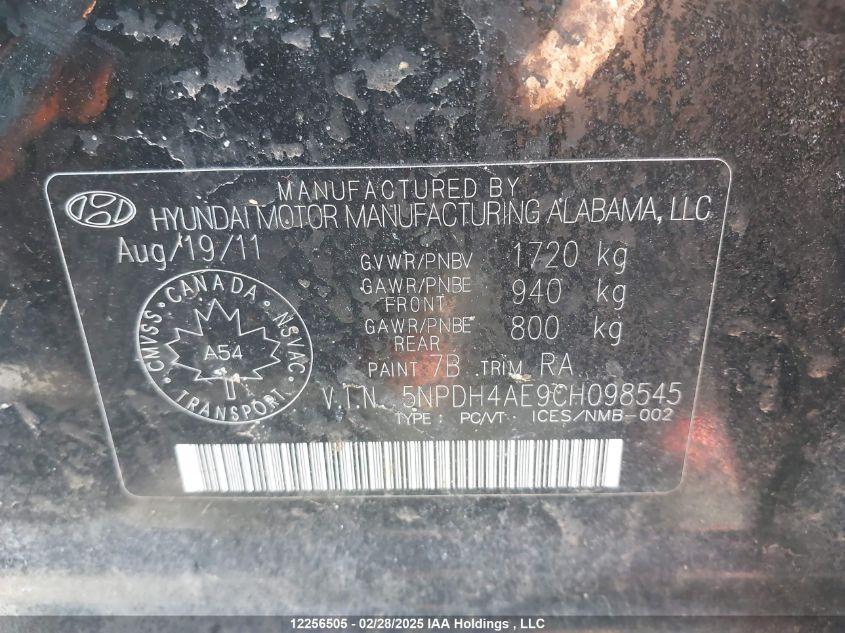 MANUFACTURED BY
HYUNDAI MOTOR MANUFACTURING ALABAMA, LLC
Aug/19/11
GVWR/PNBV 1720 kg
GAWR/PNBE FRONT 940 kg
GAWR/PNBE REAR 800 kg
CMVSS • CANADA • NSVAC • TRANSPORT •
A54
PAINT 7B TRIM RA
V.I.N. 5NPDH4AE9CH098545
TYPE : PC/VT ICES/NMB-002
12256505 - 02/28/2025 IAA Holdings , LLC